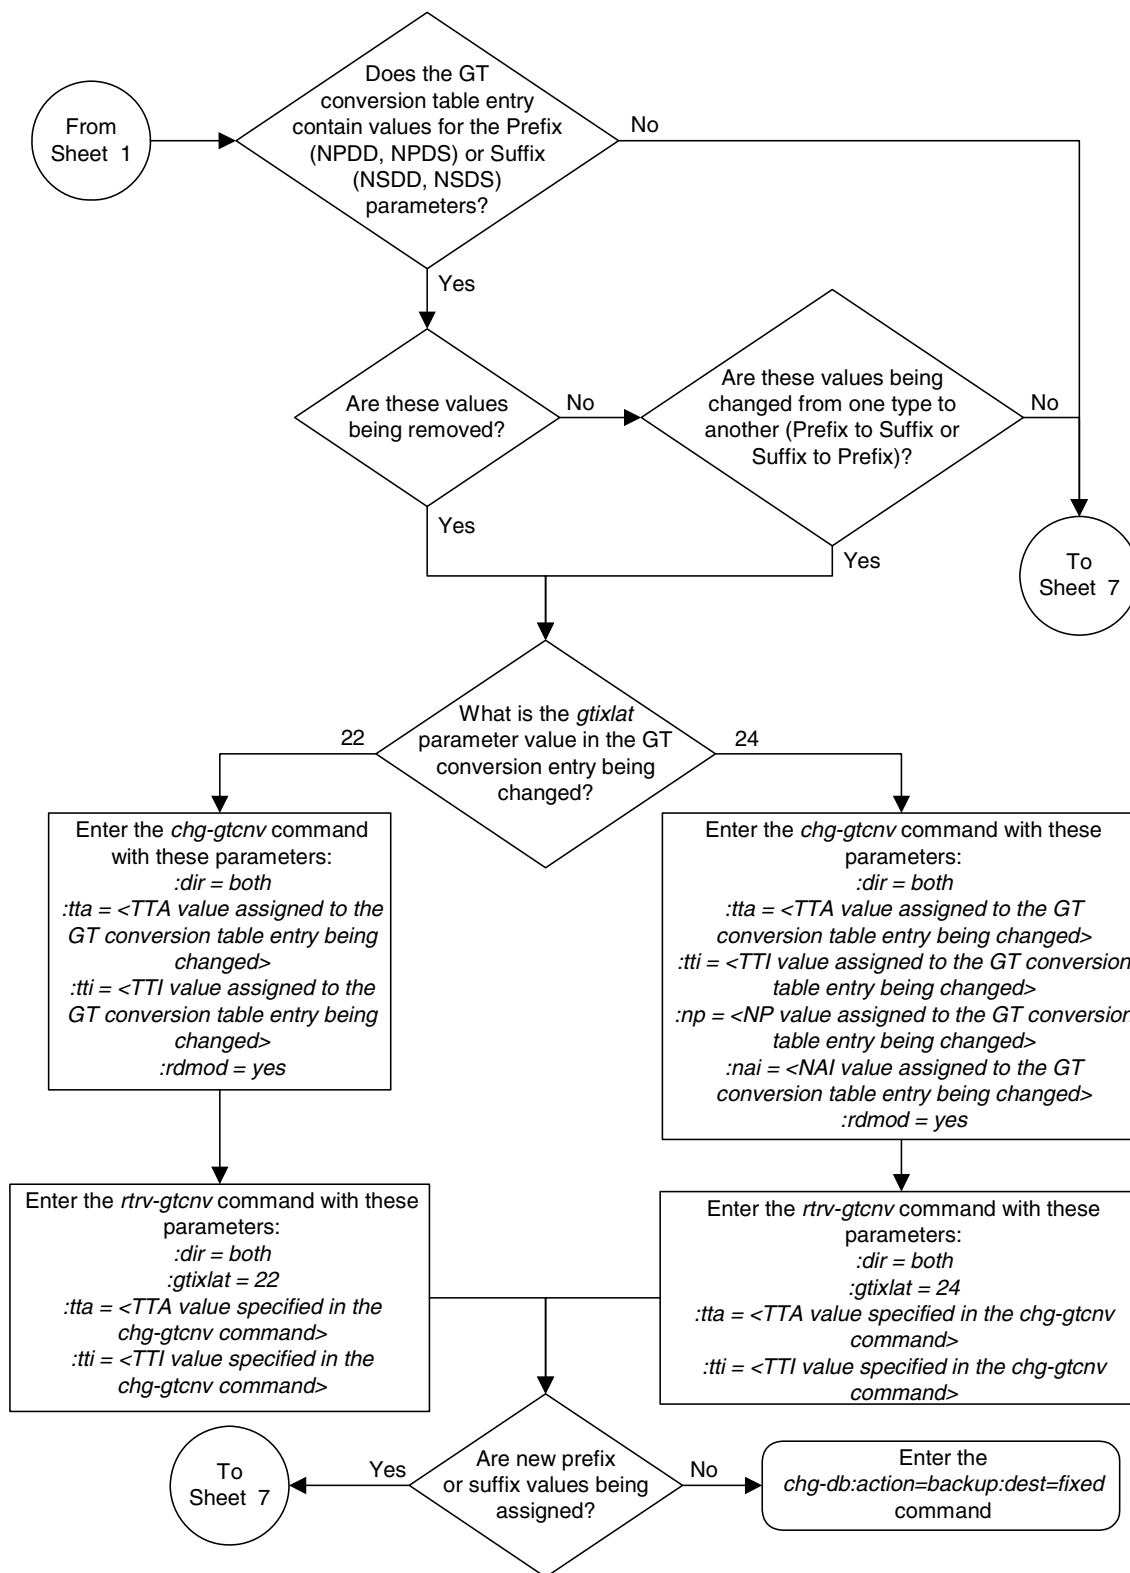 Does the GT
conversion table entry
contain values for the Prefix
(NPDD, NPDS) or Suffix
(NSDD, NSDS)
parameters?
From
Sheet 1
No
Yes
Are these values
being removed?
No
Are these values being
changed from one type to
another (Prefix to Suffix or
Suffix to Prefix)?
No
Yes
Yes
To
Sheet 7
What is the gtixlat
parameter value in the GT
conversion entry being
changed?
22
24
Enter the chg-gtcnv command
with these parameters:
:dir = both
:tta = <TTA value assigned to the
GT conversion table entry being
changed>
:tti = <TTI value assigned to the
GT conversion table entry being
changed>
:rdmod = yes
Enter the chg-gtcnv command with these
parameters:
:dir = both
:tta = <TTA value assigned to the GT
conversion table entry being changed>
:tti = <TTI value assigned to the GT conversion
table entry being changed>
:np = <NP value assigned to the GT conversion
table entry being changed>
:nai = <NAI value assigned to the GT
conversion table entry being changed>
:rdmod = yes
Enter the rtrv-gtcnv command with these
parameters:
:dir = both
:gtixlat = 22
:tta = <TTA value specified in the
chg-gtcnv command>
:tti = <TTI value specified in the
chg-gtcnv command>
Enter the rtrv-gtcnv command with these
parameters:
:dir = both
:gtixlat = 24
:tta = <TTA value specified in the chg-gtcnv
command>
:tti = <TTI value specified in the chg-gtcnv
command>
To
Sheet 7
Yes
Are new prefix
or suffix values being
assigned?
No
Enter the
chg-db:action=backup:dest=fixed
command